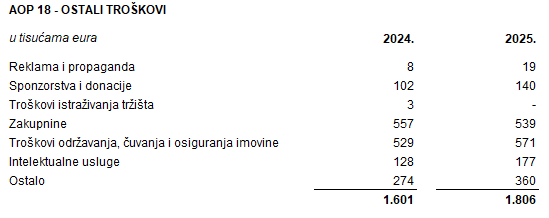 AOP 18 - OSTALI TROŠKOVI
u tisućama eura 2024. 2025.
Reklama i propaganda 8 19
Sponzorstva i donacije 102 140
Troškovi istraživanja tržišta 3 -
Zakupnine 557 539
Troškovi održavanja, čuvanja i osiguranja imovine 529 571
Intelektualne usluge 128 177
Ostalo 274 360
1.601 1.806